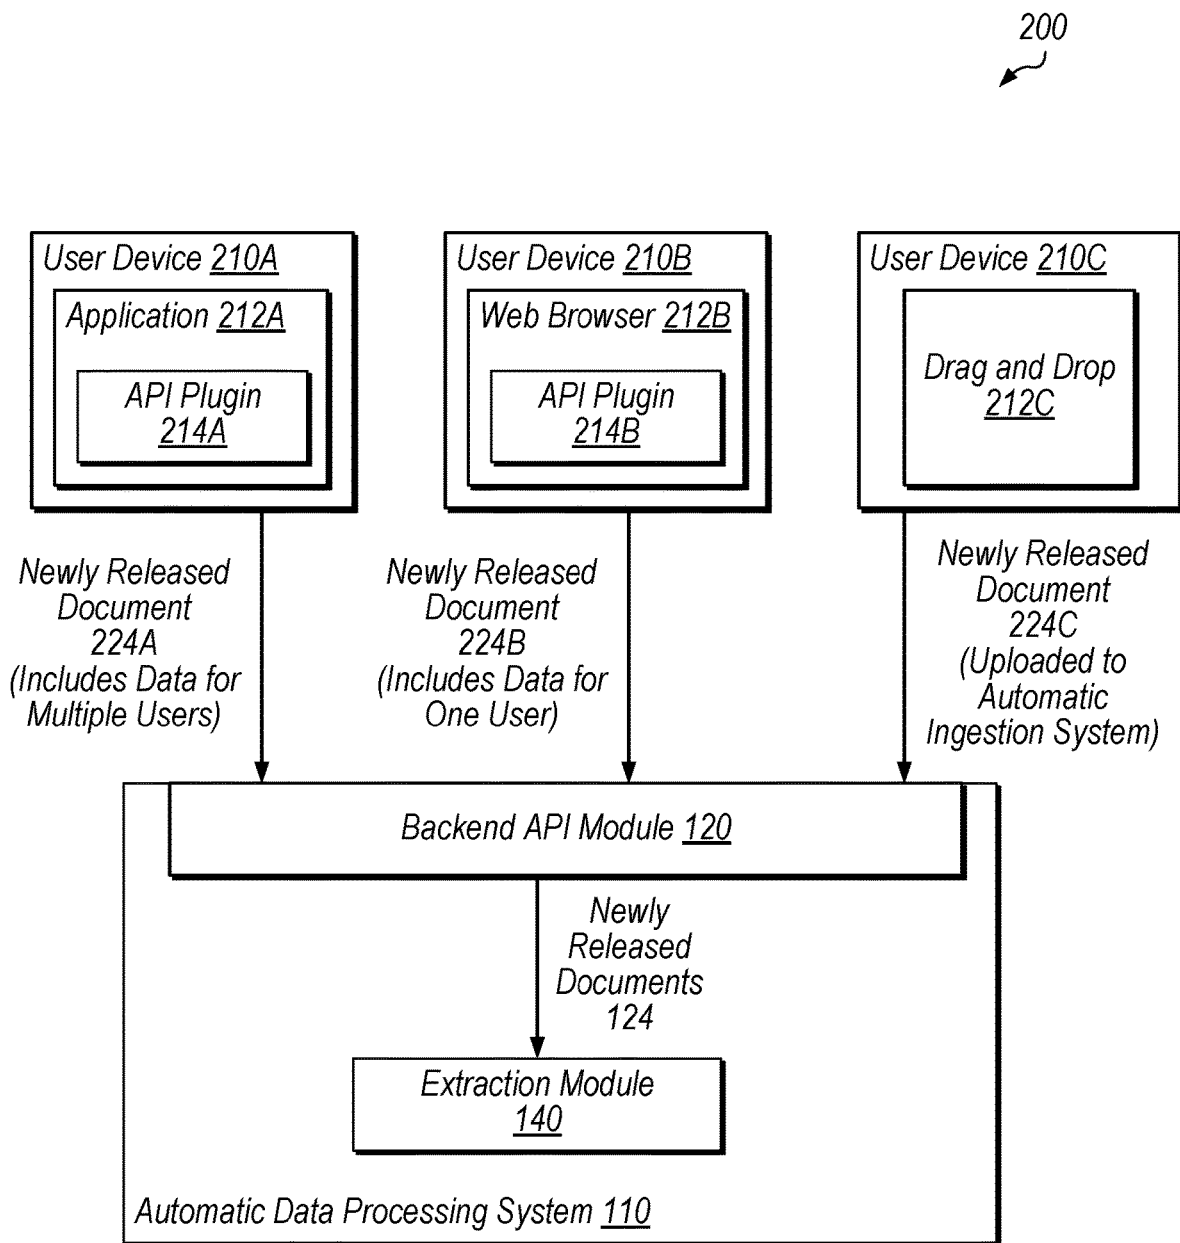 200
User Device 210A
Application 212A
API Plugin
214A
User Device 210B
Web Browser 212B
API Plugin
214B
User Device 210C
Drag and Drop
212C
Newly Released
Document
224A
(Includes Data for
Multiple Users)
Newly Released
Document
224B
(Includes Data for
One User)
Newly Released
Document
224C
(Uploaded to
Automatic
Ingestion System)
Backend API Module 120
Newly
Released
Documents
124
Extraction Module
140
Automatic Data Processing System 110